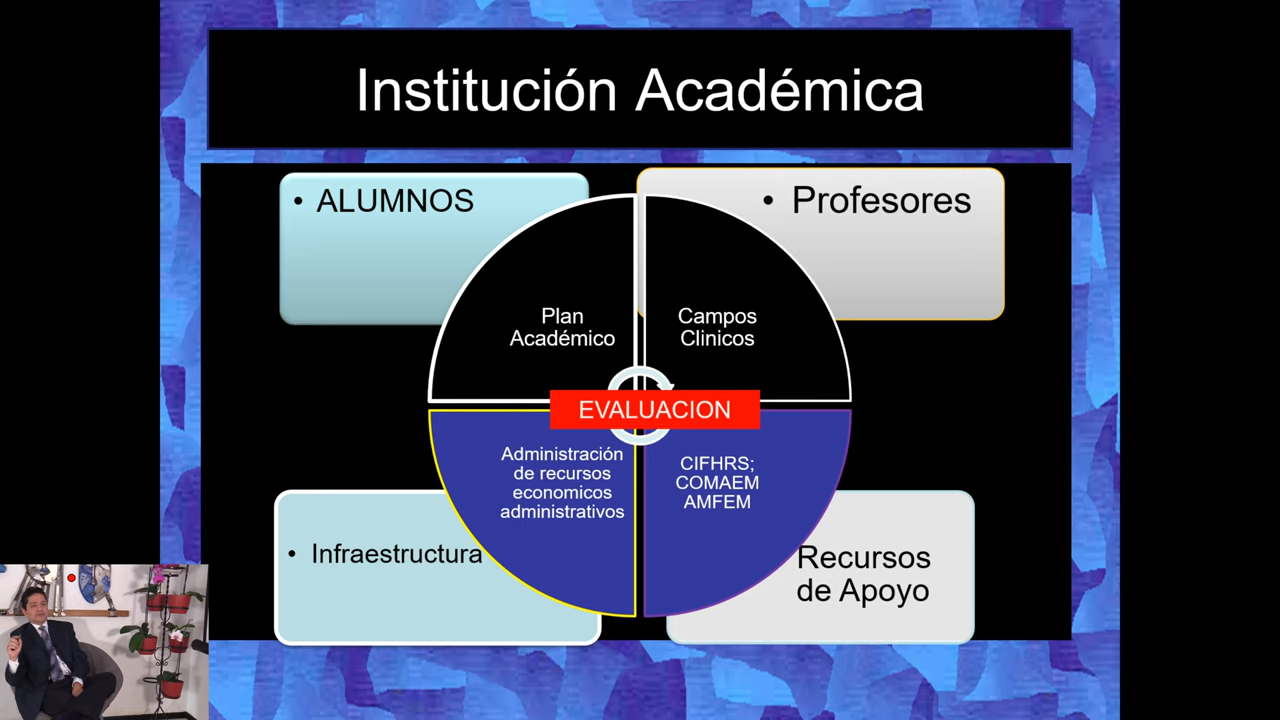 Institución Académica
• ALUMNOS
• Profesores
Plan
Académico
Campos
Clinicos
EVALUACION
Administración
de recursos
economicos
administrativos
CIFHRS;
COMAEM
AMFEM
• Infraestructura
Recursos
de Apoyo